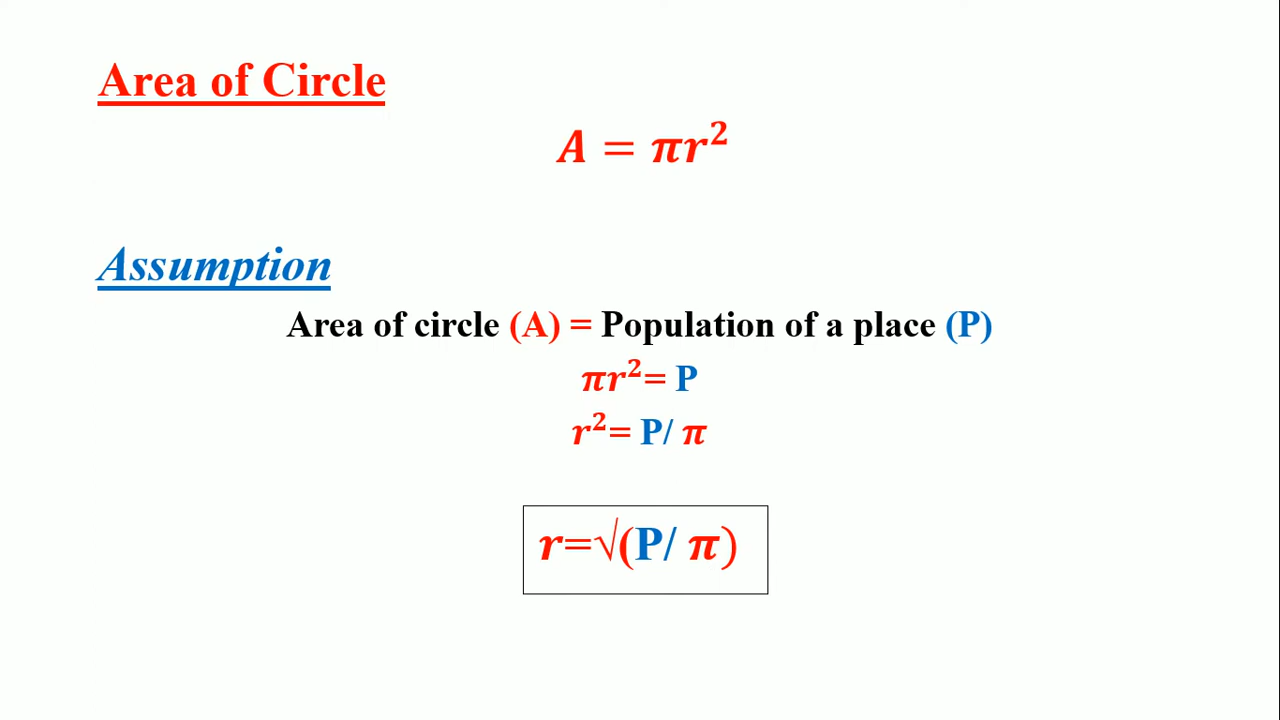 Area of Circle
A = πr²
Assumption
Area of circle (A) = Population of a place (P)
πr²= P
r²= P/ π
r=√(P/ π)